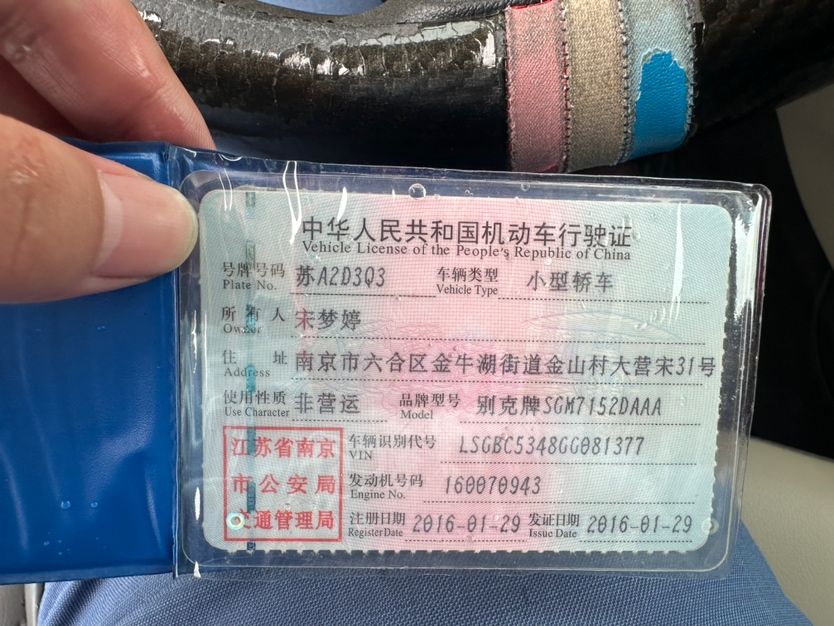 中华人民共和国机动车行驶证
Vehicle License of the People's Republic of China
号牌号码 苏A2D3Q3 车辆类型 小型轿车
Plate No. Vehicle Type
所有人 宋梦婷
Owner
住址 南京市六合区金牛湖街道金山村大营宋31号
Address
使用性质 非营运 品牌型号 别克牌SGM7152DAAA
Use Character Model
江苏省南京
市公安局
交通管理局
车辆识别代号 LSGBC5348GG081377
VIN
发动机号码 160070943
Engine No.
注册日期 2016-01-29 发证日期 2016-01-29
Register Date Issue Date